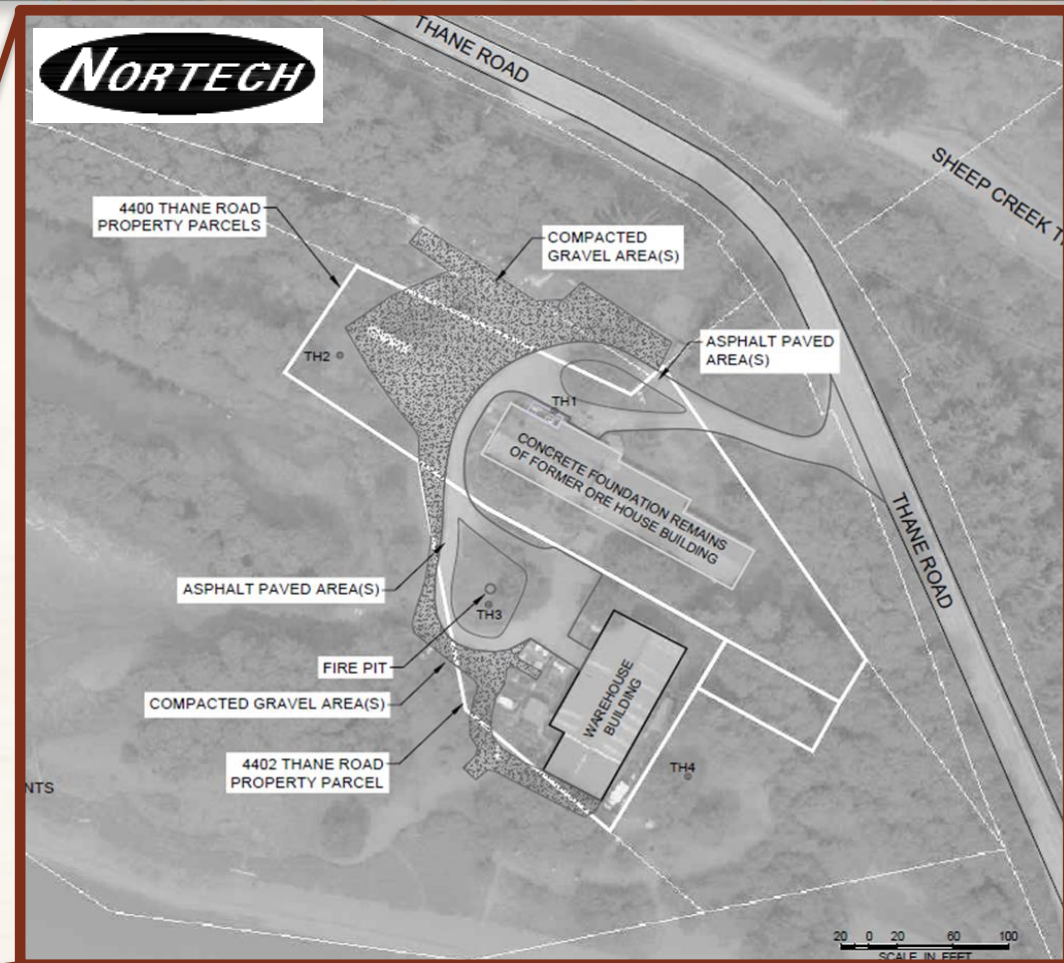 NORTECH
THANE ROAD
SHEEP CREEK T
4400 THANE ROAD
PROPERTY PARCELS
COMPACTED
GRAVEL AREA(S)
ASPHALT PAVED
AREA(S)
TH2
TH1
CONCRETE FOUNDATION REMAINS
OF FORMER ORE HOUSE BUILDING
THANE ROAD
ASPHALT PAVED AREA(S)
TH3
FIRE PIT
COMPACTED GRAVEL AREA(S)
WAREHOUSE
BUILDING
4402 THANE ROAD
PROPERTY PARCEL
TH4
NTS
20 0 20 60 100
SCALE IN FEET